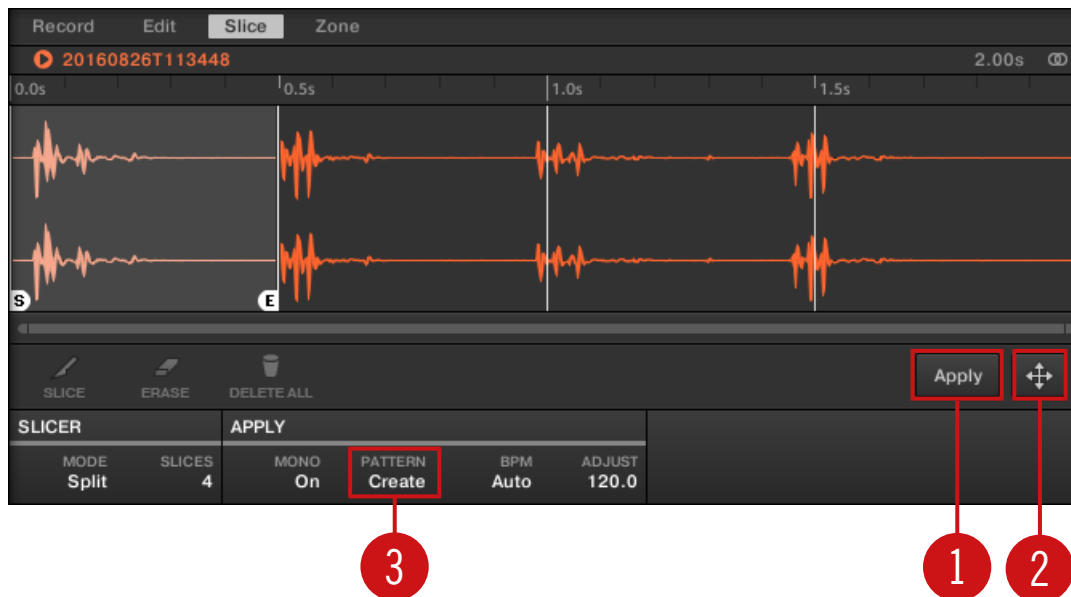 Record Edit Slice Zone
20160826T113448 2.00s
0.0s 0.5s 1.0s 1.5s
S E
SLICE ERASE DELETE ALL Apply
SLICER APPLY
MODE SLICES MONO PATTERN BPM ADJUST
Split 4 On Create Auto 120.0
3 1 2